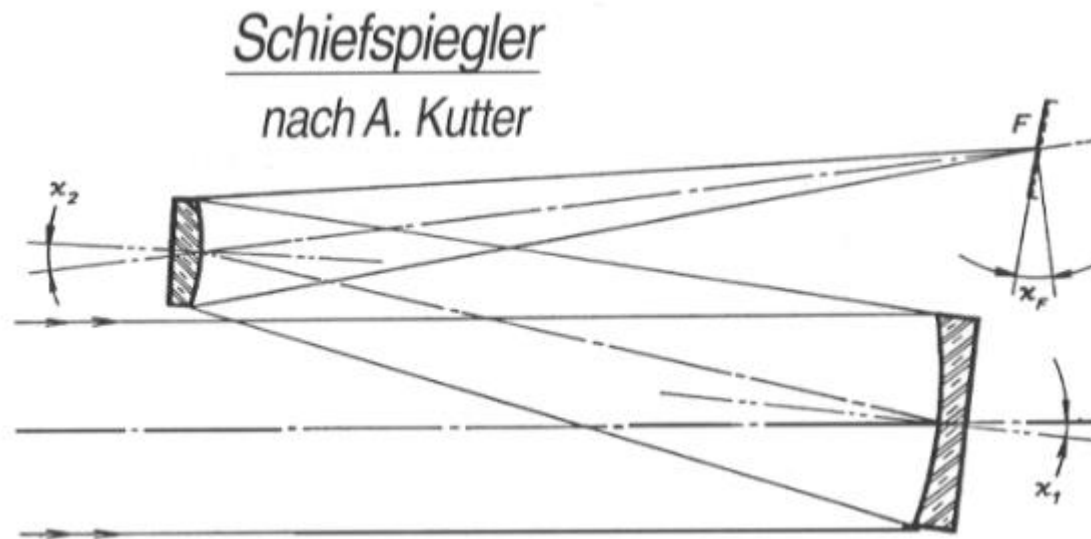 Schiefspiegler
nach A. Kutter
F
ϰ₂
ϰF
ϰ₁